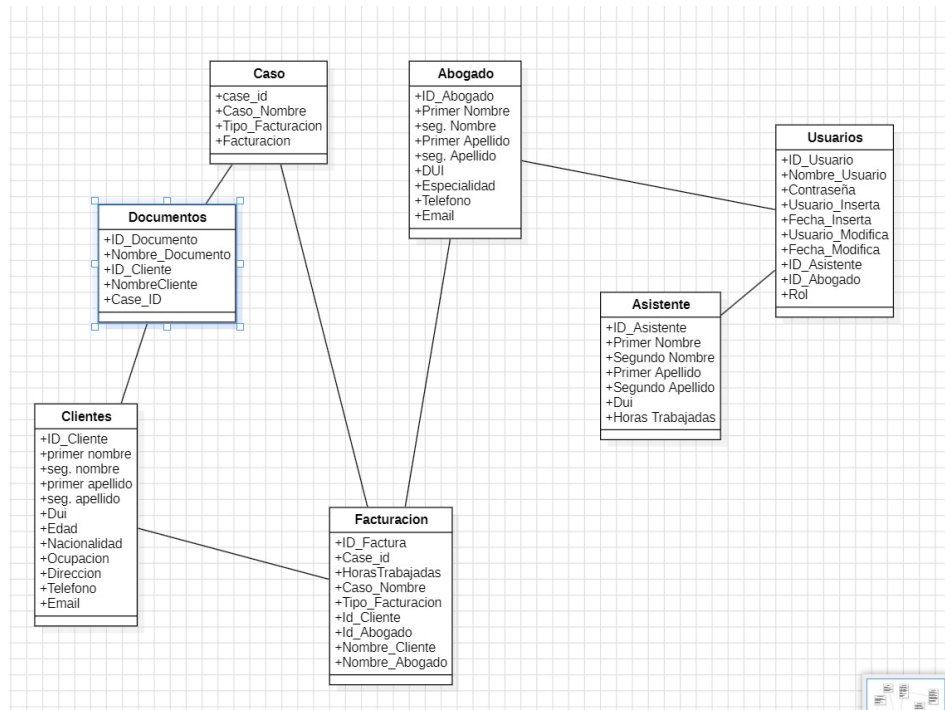 Caso
+case_id
+Caso_Nombre
+Tipo_Facturacion
+Facturacion
Abogado
+ID_Abogado
+Primer Nombre
+seg. Nombre
+Primer Apellido
+seg. Apellido
+DUI
+Especialidad
+Telefono
+Email
Usuarios
+ID_Usuario
+Nombre_Usuario
+Contraseña
+Usuario_Inserta
+Fecha_Inserta
+Usuario_Modifica
+Fecha_Modifica
+ID_Asistente
+ID_Abogado
+Rol
Documentos
+ID_Documento
+Nombre_Documento
+ID_Cliente
+NombreCliente
+Case_ID
Asistente
+ID_Asistente
+Primer Nombre
+Segundo Nombre
+Primer Apellido
+Segundo Apellido
+Dui
+Horas Trabajadas
Clientes
+ID_Cliente
+primer nombre
+seg. nombre
+primer apellido
+seg. apellido
+Dui
+Edad
+Nacionalidad
+Ocupacion
+Direccion
+Telefono
+Email
Facturacion
+ID_Factura
+Case_id
+HorasTrabajadas
+Caso_Nombre
+Tipo_Facturacion
+Id_Cliente
+Id_Abogado
+Nombre_Cliente
+Nombre_Abogado